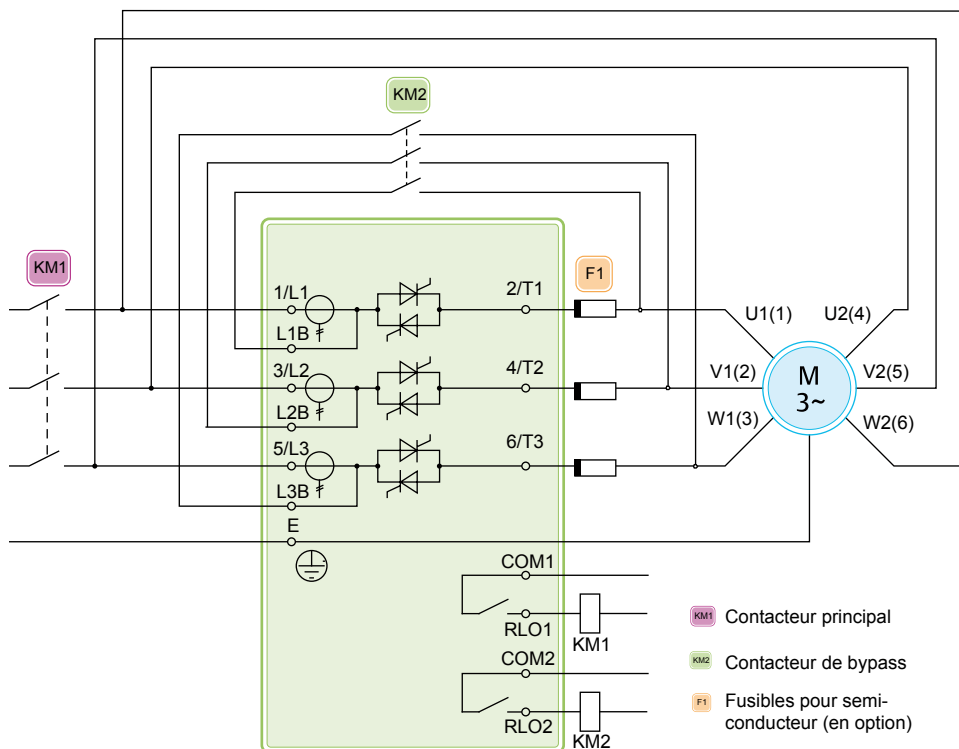 KM2
KM1
F1
1/L1
2/T1
L1B
U1(1)
U2(4)
3/L2
4/T2
V1(2)
M
3~
V2(5)
L2B
W1(3)
W2(6)
5/L3
6/T3
L3B
E
COM1
RLO1
KM1
COM2
RLO2
KM2
KM1 Contacteur principal
KM2 Contacteur de bypass
F1 Fusibles pour semi-
conducteur (en option)